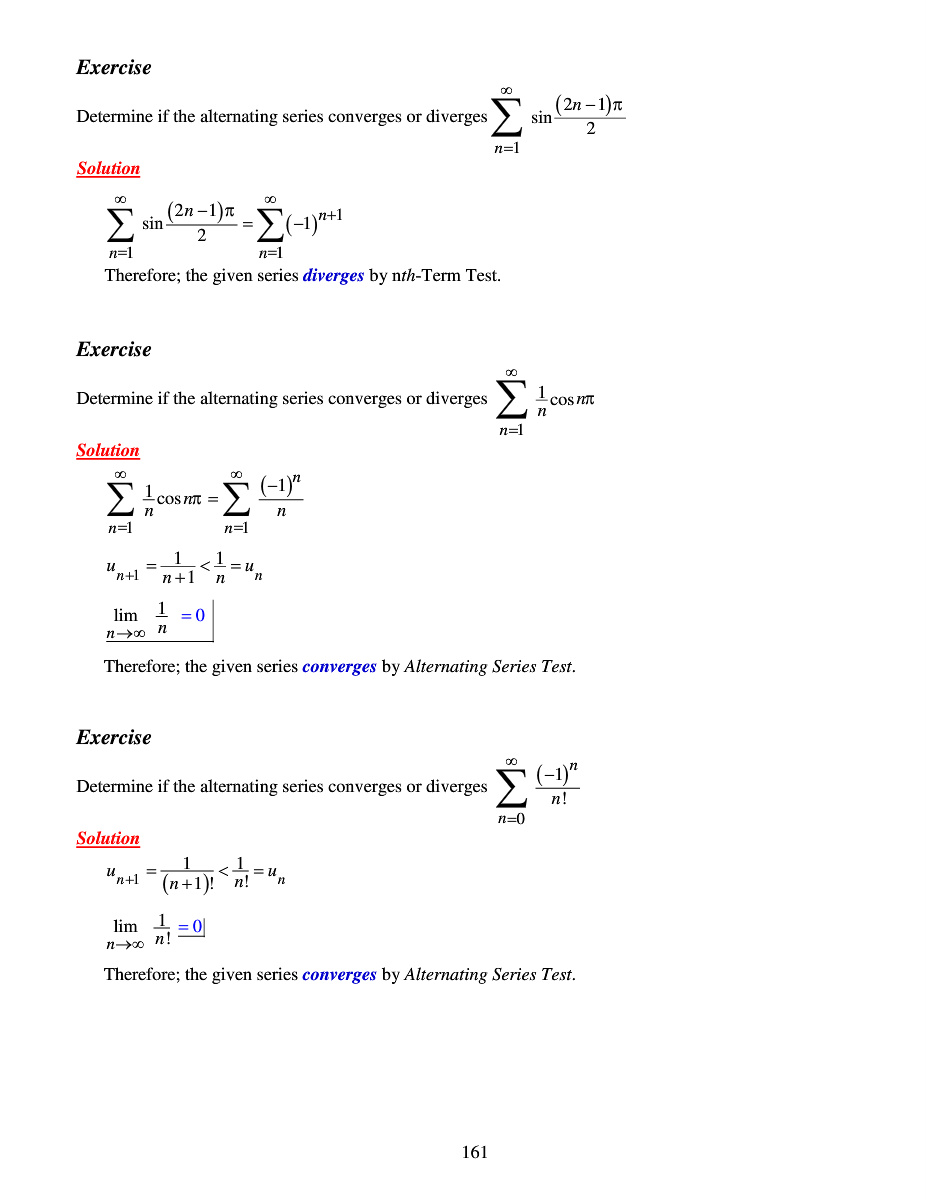 Exercise
Determine if the alternating series converges or diverges $\sum_{n=1}^{\infty} \sin\frac{(2n-1)\pi}{2}$
Solution
$\sum_{n=1}^{\infty} \sin\frac{(2n-1)\pi}{2} = \sum_{n=1}^{\infty} (-1)^{n+1}$
Therefore; the given series diverges by nth-Term Test.
Exercise
Determine if the alternating series converges or diverges $\sum_{n=1}^{\infty} \frac{1}{n}\cos n\pi$
Solution
$\sum_{n=1}^{\infty} \frac{1}{n}\cos n\pi = \sum_{n=1}^{\infty} \frac{(-1)^n}{n}$
$u_{n+1} = \frac{1}{n+1} < \frac{1}{n} = u_n$
$\lim_{n\to\infty} \frac{1}{n} = 0$
Therefore; the given series converges by Alternating Series Test.
Exercise
Determine if the alternating series converges or diverges $\sum_{n=0}^{\infty} \frac{(-1)^n}{n!}$
Solution
$u_{n+1} = \frac{1}{(n+1)!} < \frac{1}{n!} = u_n$
$\lim_{n\to\infty} \frac{1}{n!} = 0$
Therefore; the given series converges by Alternating Series Test.
161